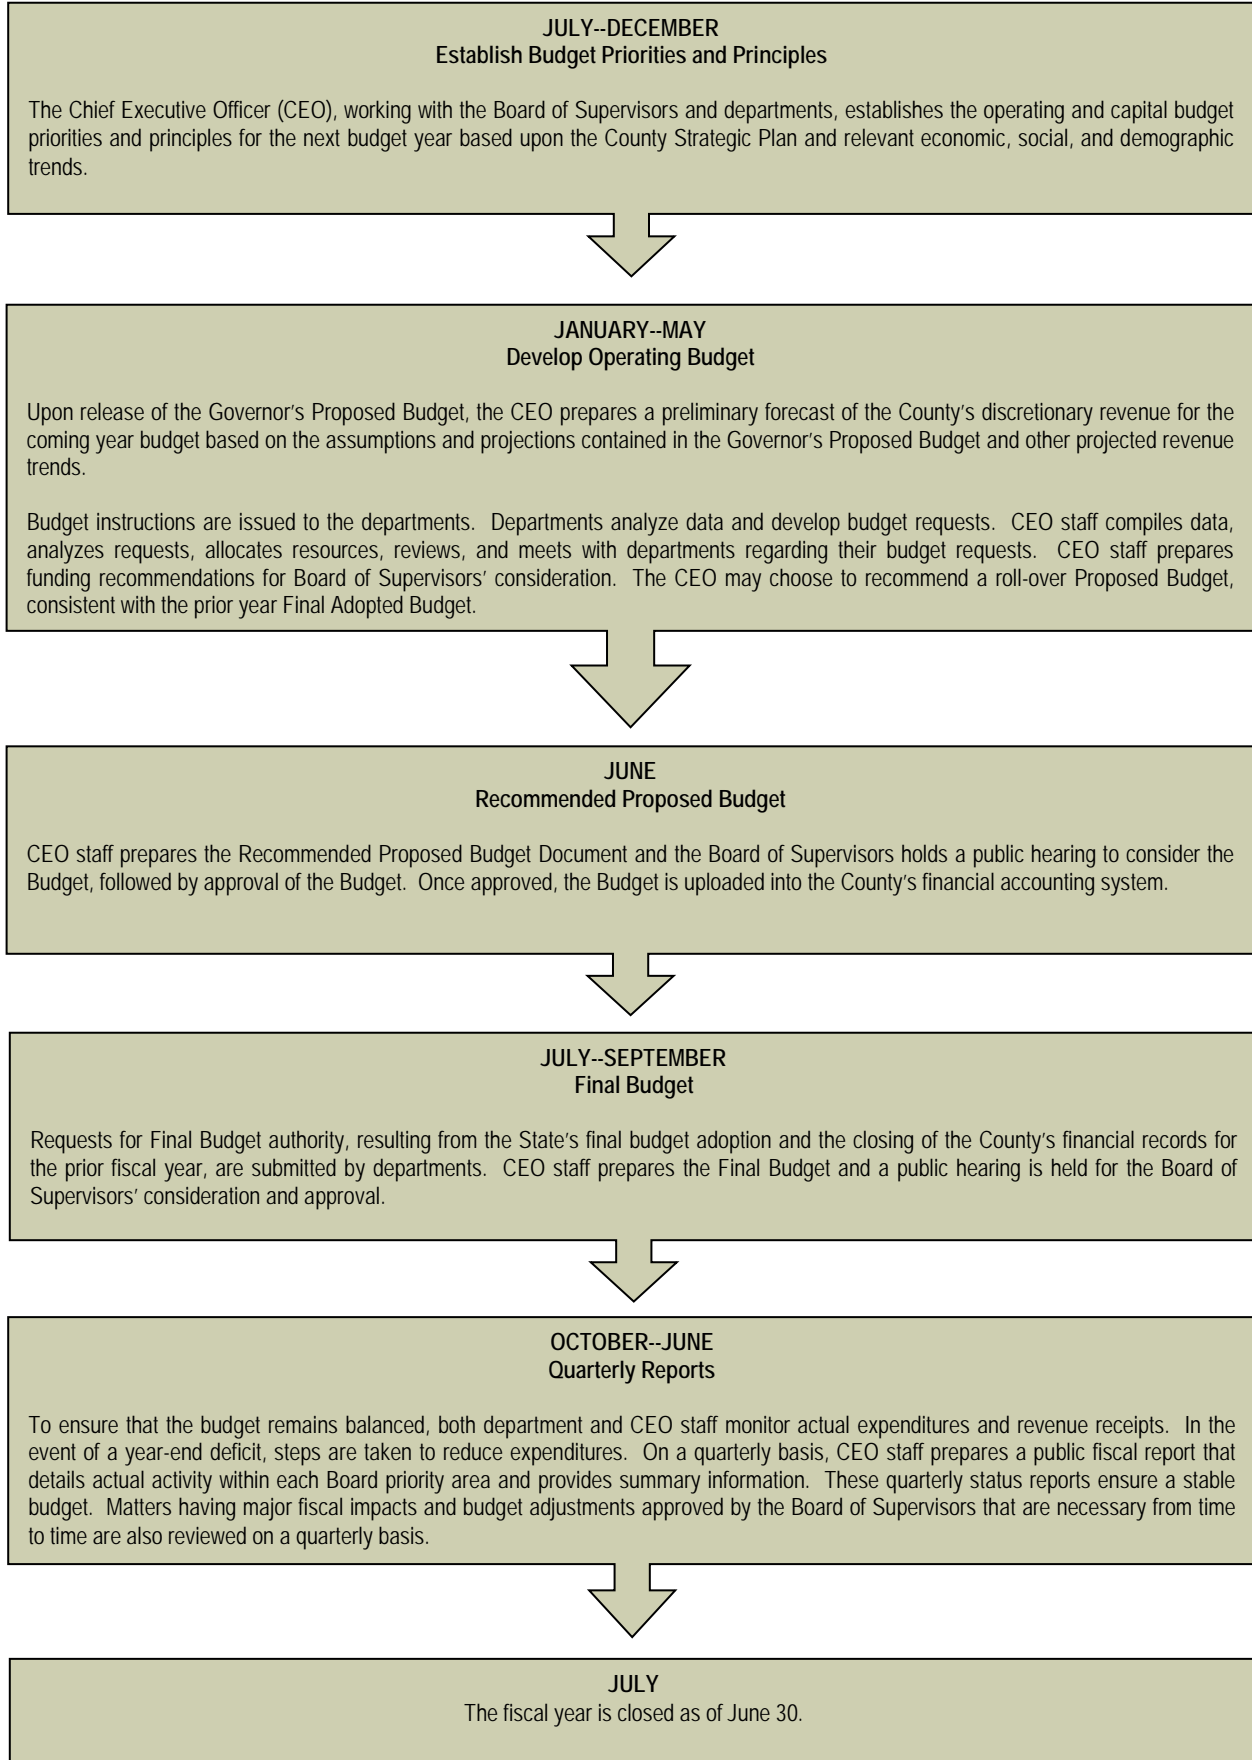 JULY--DECEMBER
Establish Budget Priorities and Principles
The Chief Executive Officer (CEO), working with the Board of Supervisors and departments, establishes the operating and capital budget
priorities and principles for the next budget year based upon the County Strategic Plan and relevant economic, social, and demographic
trends.
JANUARY--MAY
Develop Operating Budget
Upon release of the Governor's Proposed Budget, the CEO prepares a preliminary forecast of the County's discretionary revenue for the
coming year budget based on the assumptions and projections contained in the Governor's Proposed Budget and other projected revenue
trends.
Budget instructions are issued to the departments. Departments analyze data and develop budget requests. CEO staff compiles data,
analyzes requests, allocates resources, reviews, and meets with departments regarding their budget requests. CEO staff prepares
funding recommendations for Board of Supervisors' consideration. The CEO may choose to recommend a roll-over Proposed Budget,
consistent with the prior year Final Adopted Budget.
JUNE
Recommended Proposed Budget
CEO staff prepares the Recommended Proposed Budget Document and the Board of Supervisors holds a public hearing to consider the
Budget, followed by approval of the Budget. Once approved, the Budget is uploaded into the County's financial accounting system.
JULY--SEPTEMBER
Final Budget
Requests for Final Budget authority, resulting from the State's final budget adoption and the closing of the County's financial records for
the prior fiscal year, are submitted by departments. CEO staff prepares the Final Budget and a public hearing is held for the Board of
Supervisors' consideration and approval.
OCTOBER--JUNE
Quarterly Reports
To ensure that the budget remains balanced, both department and CEO staff monitor actual expenditures and revenue receipts. In the
event of a year-end deficit, steps are taken to reduce expenditures. On a quarterly basis, CEO staff prepares a public fiscal report that
details actual activity within each Board priority area and provides summary information. These quarterly status reports ensure a stable
budget. Matters having major fiscal impacts and budget adjustments approved by the Board of Supervisors that are necessary from time
to time are also reviewed on a quarterly basis.
JULY
The fiscal year is closed as of June 30.